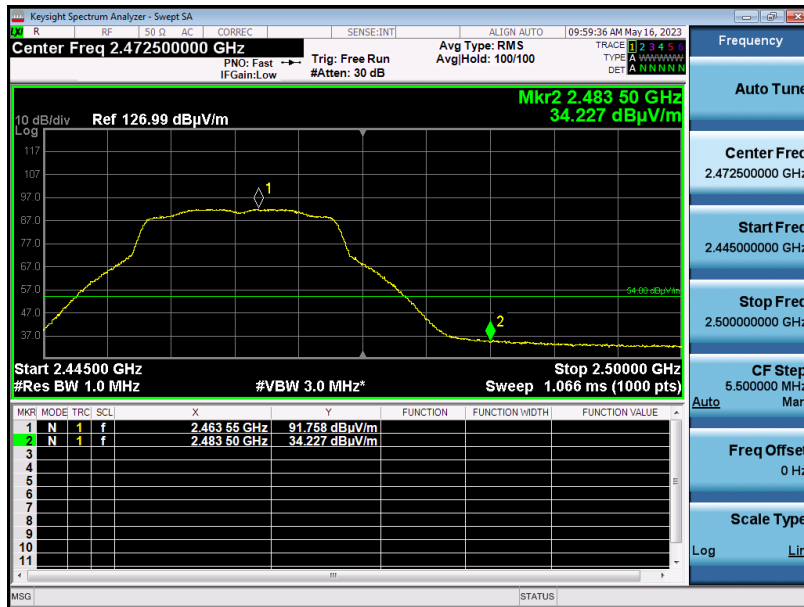 Keysight Spectrum Analyzer - Swept SA
LXI R RF 50 Ω AC CORREC SENSE:INT ALIGN AUTO 09:59:36 AM May 16, 2023
Center Freq 2.472500000 GHz
PNO: Fast
IFGain:Low
Trig: Free Run
#Atten: 30 dB
Avg Type: RMS
Avg|Hold: 100/100
TRACE 1 2 3 4 5 6
TYPE A WWWWW
DET A N N N N N
Mkr2 2.483 50 GHz
34.227 dBµV/m
10 dB/div Ref 126.99 dBµV/m
Log
117
107
97.0
87.0
77.0
67.0
57.0
47.0
37.0
1
2
54.00 dBµV/m
Start 2.44500 GHz Stop 2.50000 GHz
#Res BW 1.0 MHz #VBW 3.0 MHz* Sweep 1.066 ms (1000 pts)
MKR MODE TRC SCL X Y FUNCTION FUNCTION WIDTH FUNCTION VALUE
1 N 1 f 2.463 55 GHz 91.758 dBµV/m
2 N 1 f 2.483 50 GHz 34.227 dBµV/m
3
4
5
6
7
8
9
10
11
MSG STATUS
Frequency
Auto Tune
Center Freq
2.472500000 GHz
Start Freq
2.445000000 GHz
Stop Freq
2.500000000 GHz
CF Step
5.500000 MHz
Auto Man
Freq Offset
0 Hz
Scale Type
Log Lin